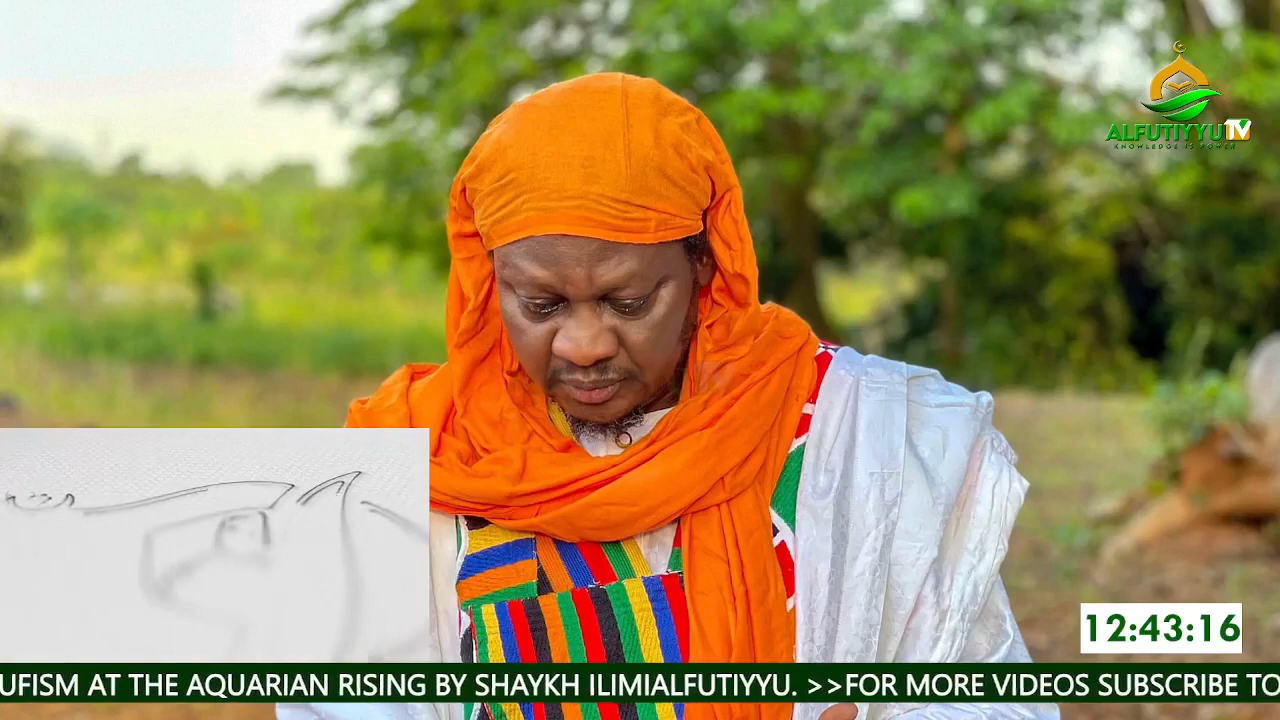 ALFUTIYYU TV
KNOWLEDGE IS POWER
12:43:16
UFISM AT THE AQUARIAN RISING BY SHAYKH ILIMIALFUTIYYU. >>FOR MORE VIDEOS SUBSCRIBE TO